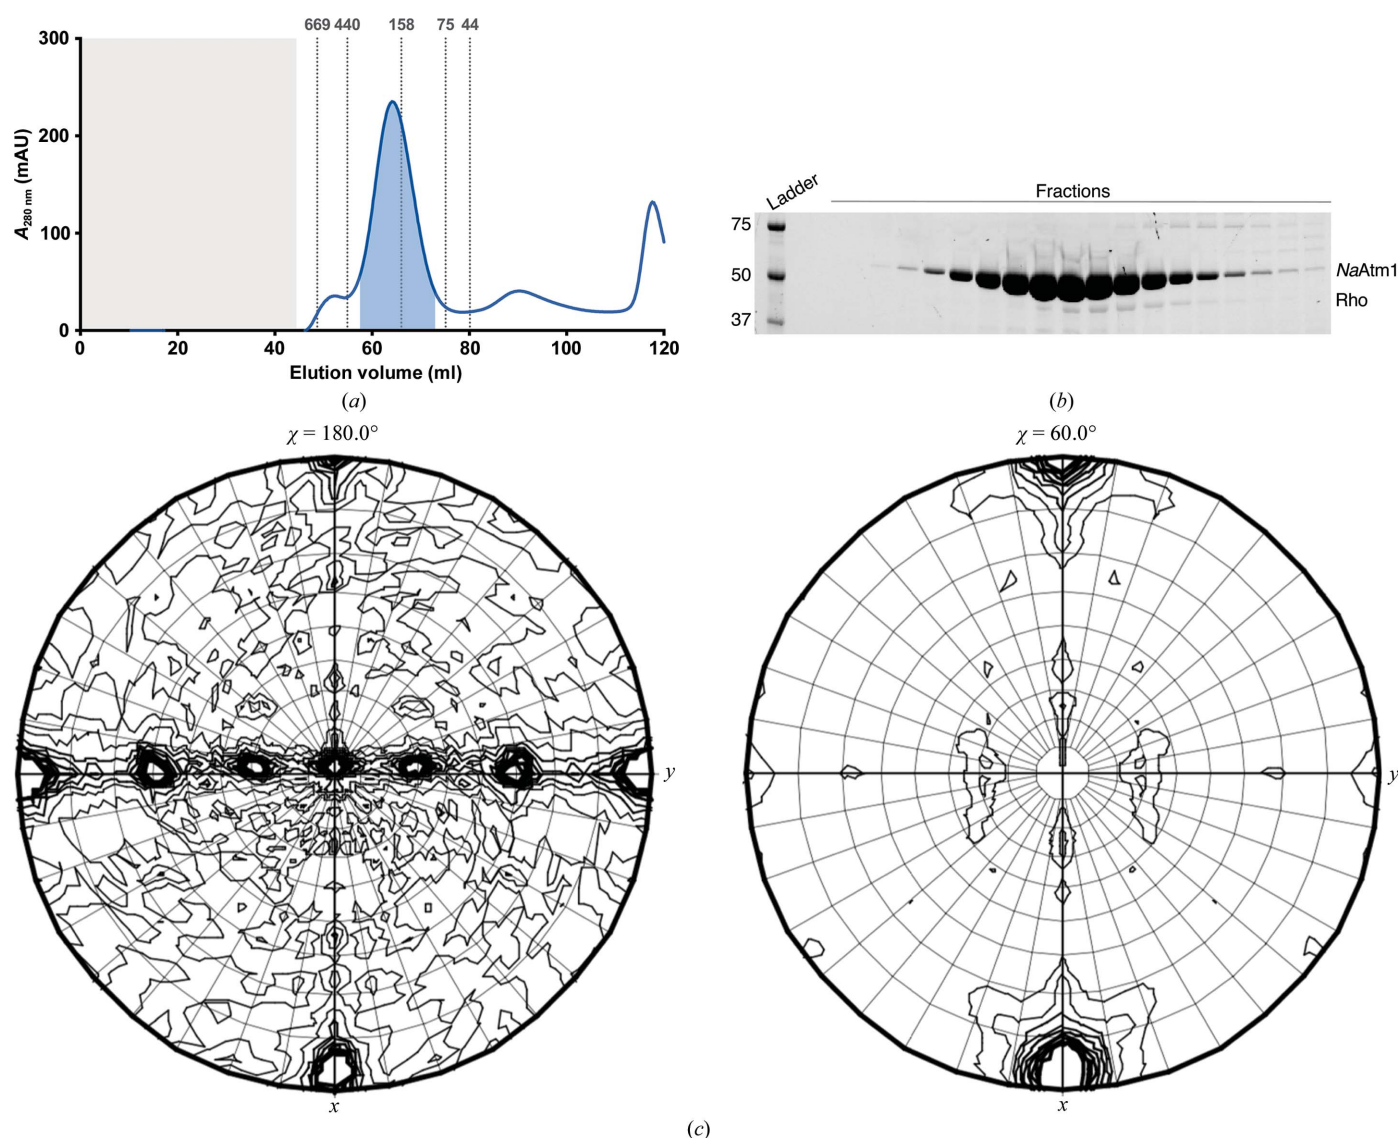 669 440 158 75 44
300
200
100
0
A280 nm (mAU)
0 20 40 60 80 100 120
Elution volume (ml)
(a)
Ladder
Fractions
75
50
37
NaAtm1
Rho
(b)
χ = 180.0°
y
x
χ = 60.0°
y
x
(c)